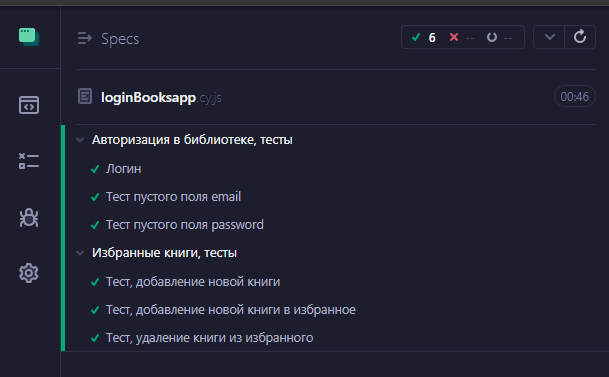 Specs
6 -- --
loginBooksapp.cy.js
00:46
Авторизация в библиотеке, тесты
Логин
Тест пустого поля email
Тест пустого поля password
Избранные книги, тесты
Тест, добавление новой книги
Тест, добавление новой книги в избранное
Тест, удаление книги из избранного